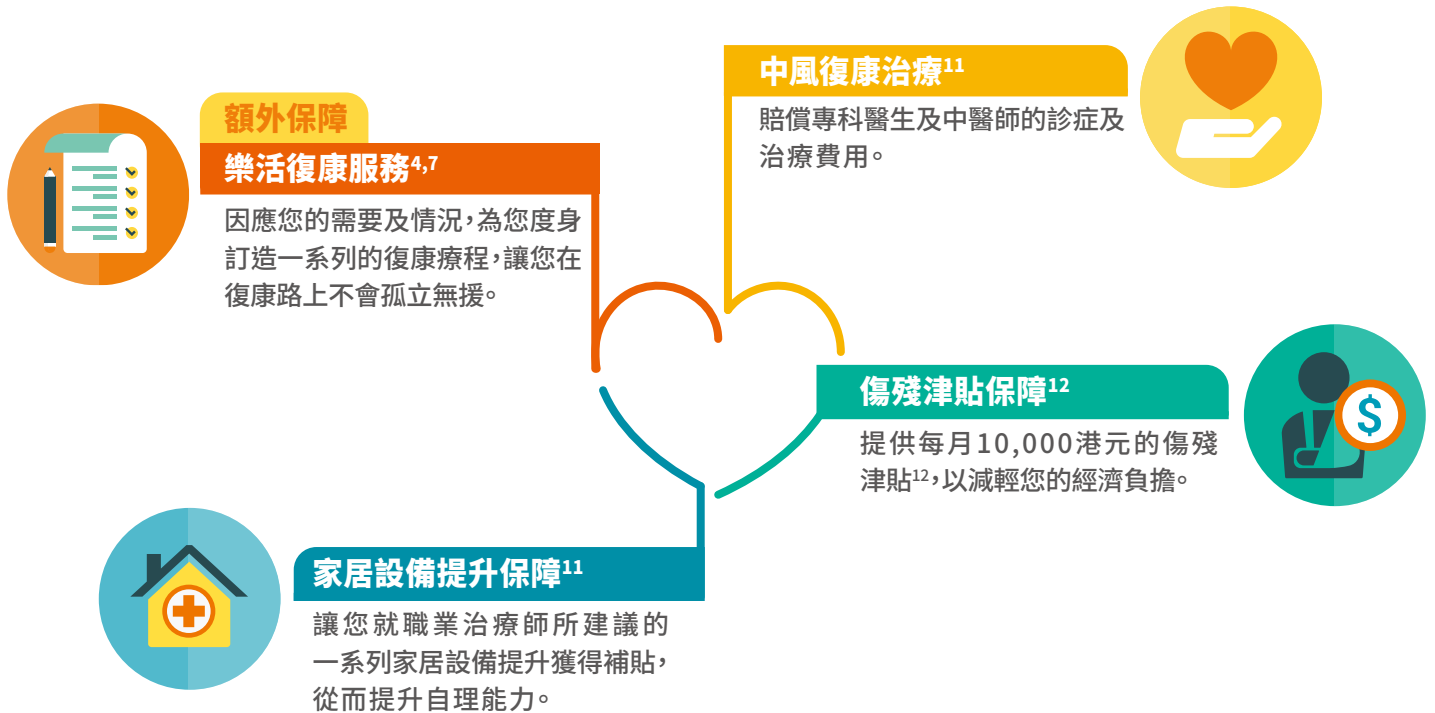 額外保障
樂活復康服務4,7
因應您的需要及情況，為您度身
訂造一系列的復康療程，讓您在
復康路上不會孤立無援。
中風復康治療11
賠償專科醫生及中醫師的診症及
治療費用。
傷殘津貼保障12
提供每月10,000港元的傷殘
津貼12，以減輕您的經濟負擔。
$
家居設備提升保障11
讓您就職業治療師所建議的
一系列家居設備提升獲得補貼，
從而提升自理能力。